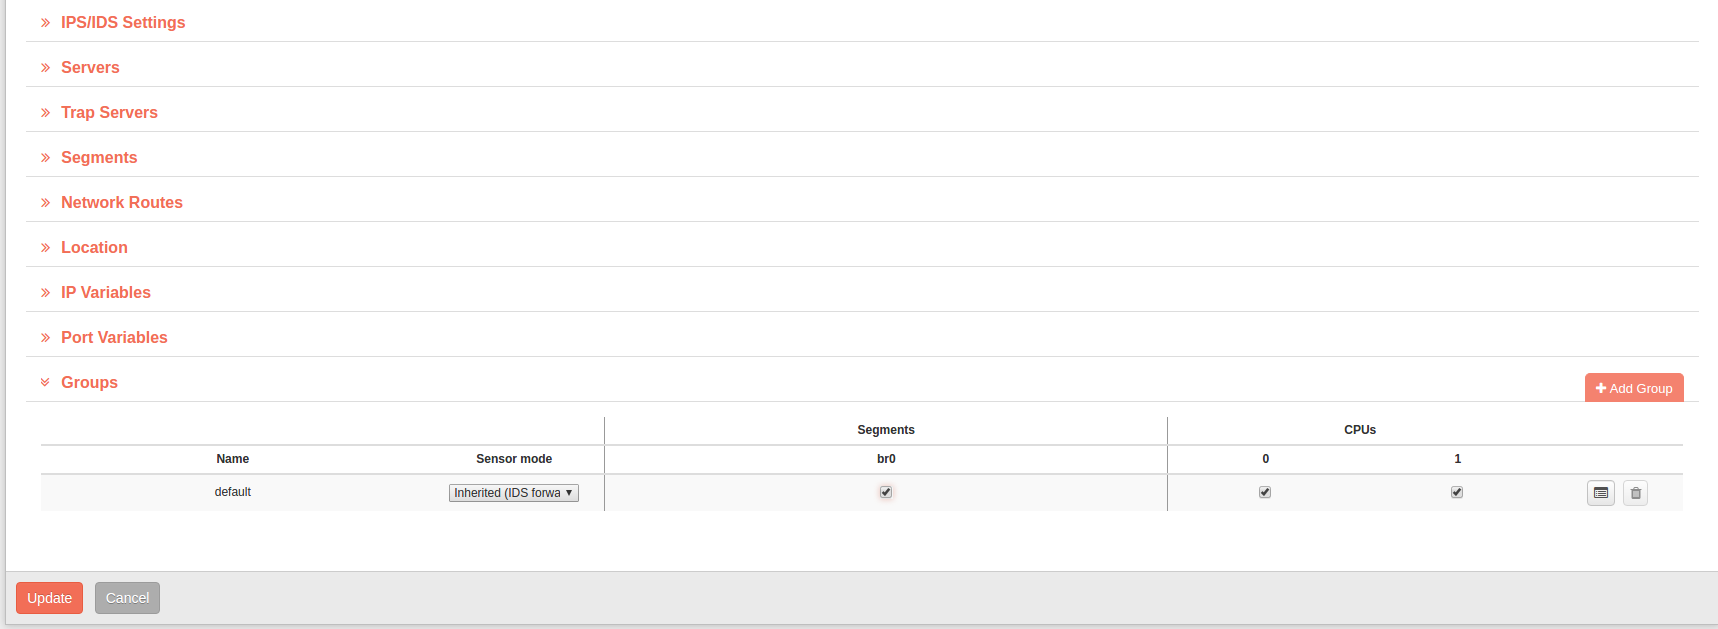 IPS/IDS Settings
Servers
Trap Servers
Segments
Network Routes
Location
IP Variables
Port Variables
Groups
Add Group
Segments CPUs
Name Sensor mode br0 0 1
default Inherited (IDS forwa
Update Cancel